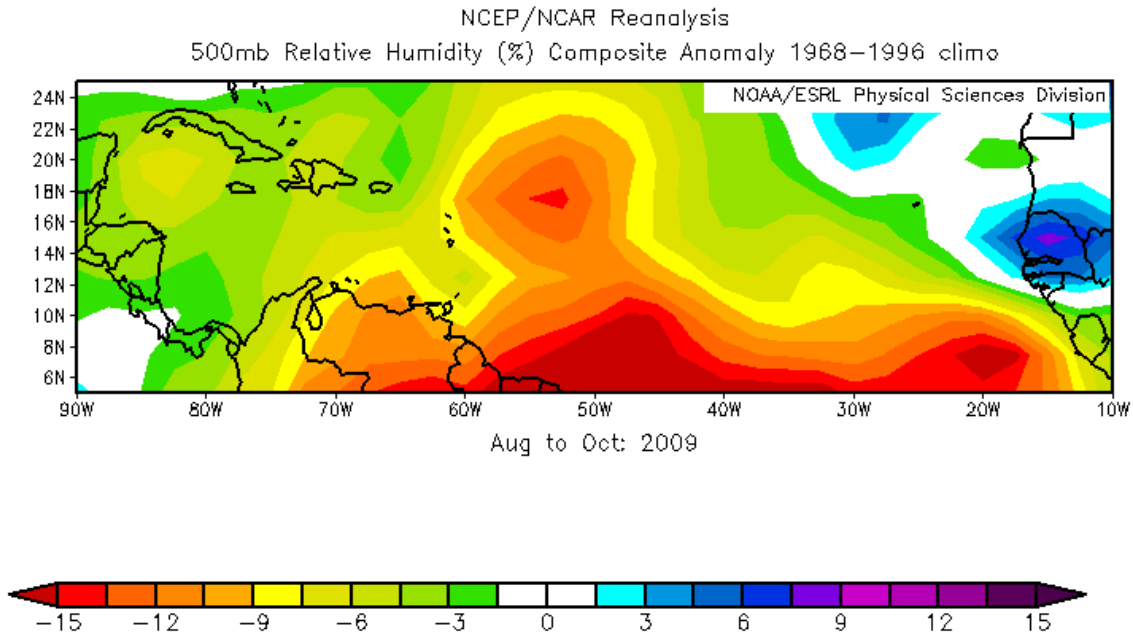 NCEP/NCAR Reanalysis
500mb Relative Humidity (%) Composite Anomaly 1968−1996 climo
NOAA/ESRL Physical Sciences Division
24N
22N
20N
18N
16N
14N
12N
10N
8N
6N
90W 80W 70W 60W 50W 40W 30W 20W 10W
Aug to Oct: 2009
−15 −12 −9 −6 −3 0 3 6 9 12 15